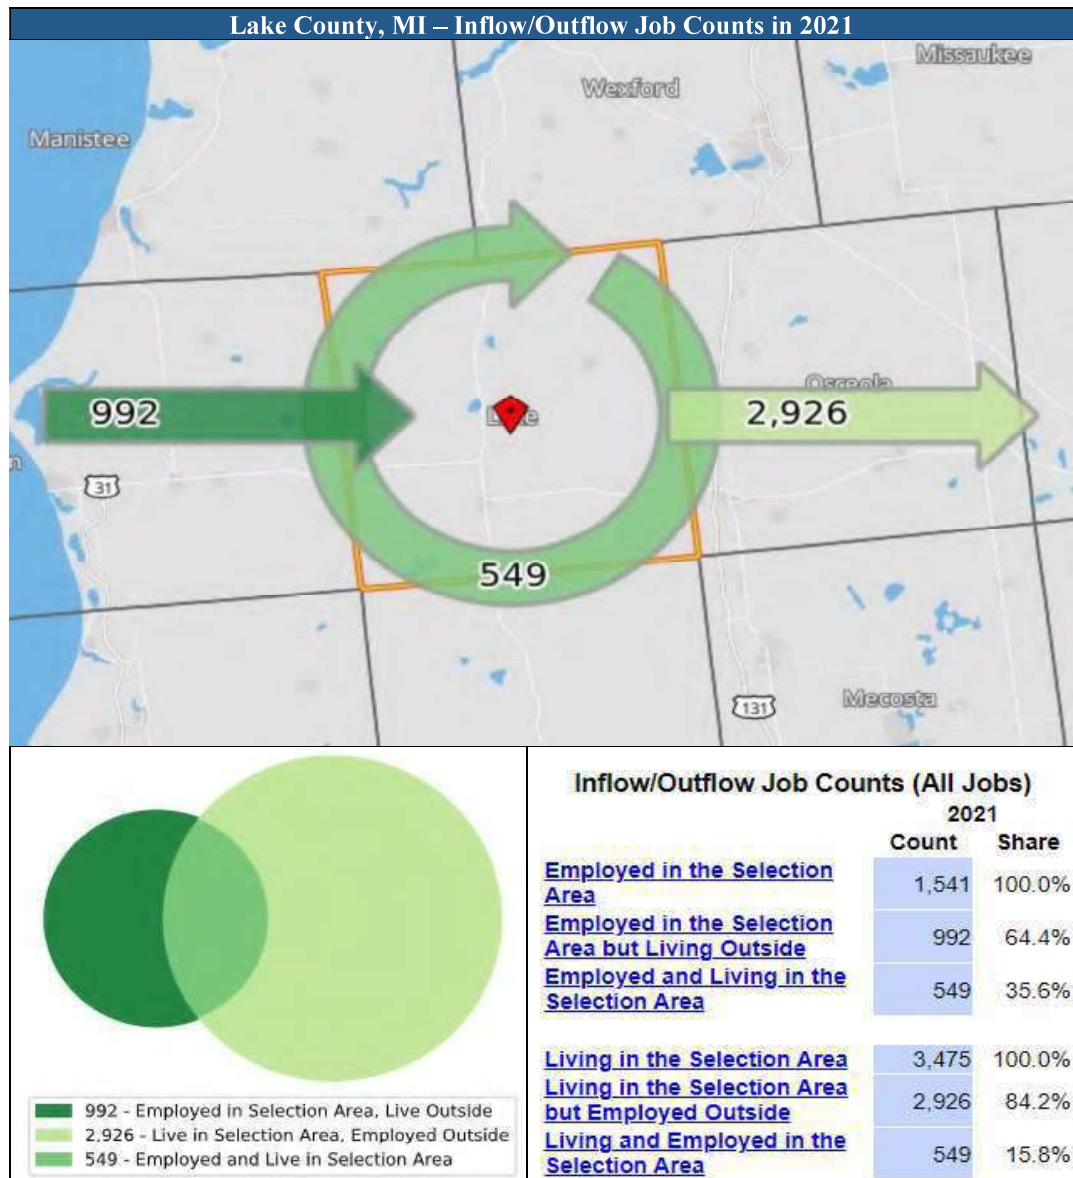 Lake County, MI – Inflow/Outflow Job Counts in 2021
Missaukee
Wexford
Manistee
Osceola
992
2,926
31
549
131
Mecosta
992 - Employed in Selection Area, Live Outside
2,926 - Live in Selection Area, Employed Outside
549 - Employed and Live in Selection Area
Inflow/Outflow Job Counts (All Jobs)
2021
Count Share
Employed in the Selection
Area 1,541 100.0%
Employed in the Selection
Area but Living Outside 992 64.4%
Employed and Living in the
Selection Area 549 35.6%
Living in the Selection Area 3,475 100.0%
Living in the Selection Area
but Employed Outside 2,926 84.2%
Living and Employed in the
Selection Area 549 15.8%